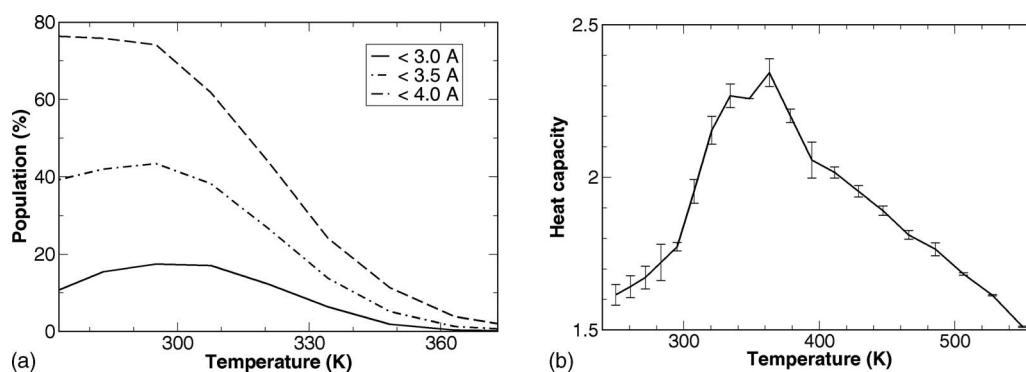 80
60
40
20
0
Population (%)
300
330
360
Temperature (K)
< 3.0 A
< 3.5 A
< 4.0 A
(a)
2.5
2
1.5
Heat capacity
300
400
500
Temperature (K)
(b)